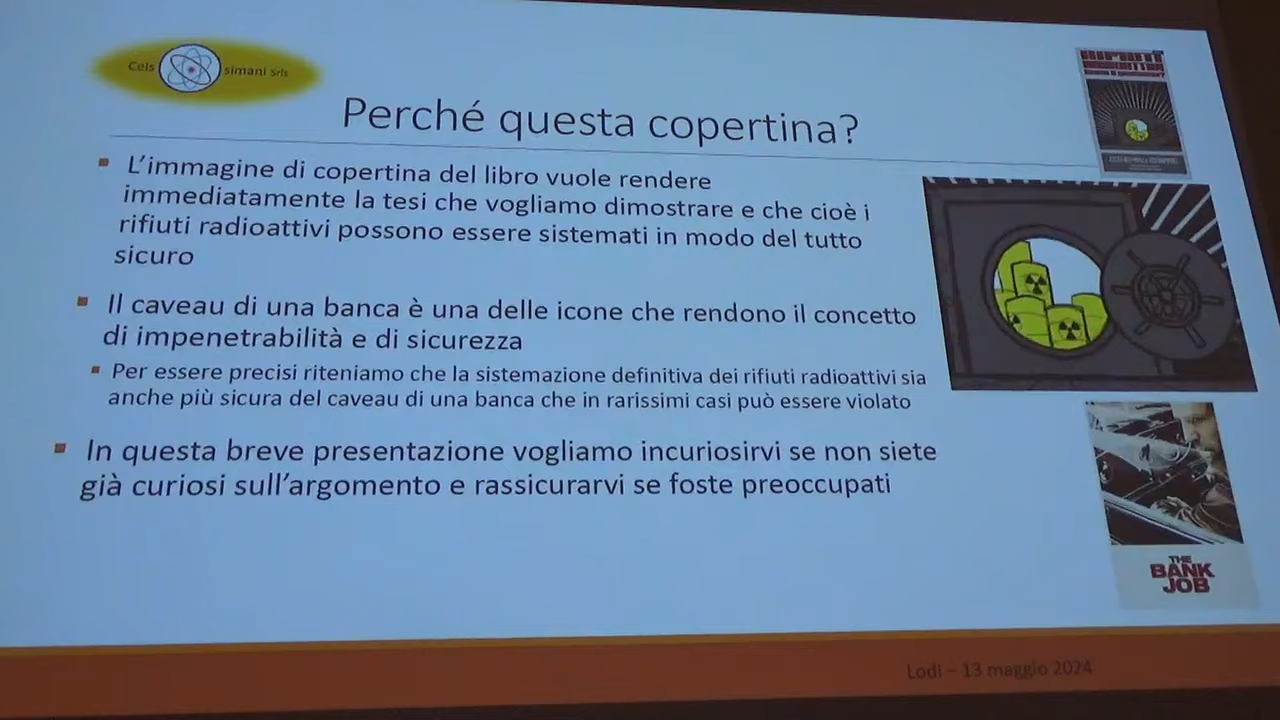 Cels simani Srls
Perché questa copertina?
L'immagine di copertina del libro vuole rendere
immediatamente la tesi che vogliamo dimostrare e che cioè i
rifiuti radioattivi possono essere sistemati in modo del tutto
sicuro
Il caveau di una banca è una delle icone che rendono il concetto
di impenetrabilità e di sicurezza
Per essere precisi riteniamo che la sistemazione definitiva dei rifiuti radioattivi sia
anche più sicura del caveau di una banca che in rarissimi casi può essere violato
In questa breve presentazione vogliamo incuriosirvi se non siete
già curiosi sull'argomento e rassicurarvi se foste preoccupati
THE
BANK
JOB
Lodi – 13 maggio 2024